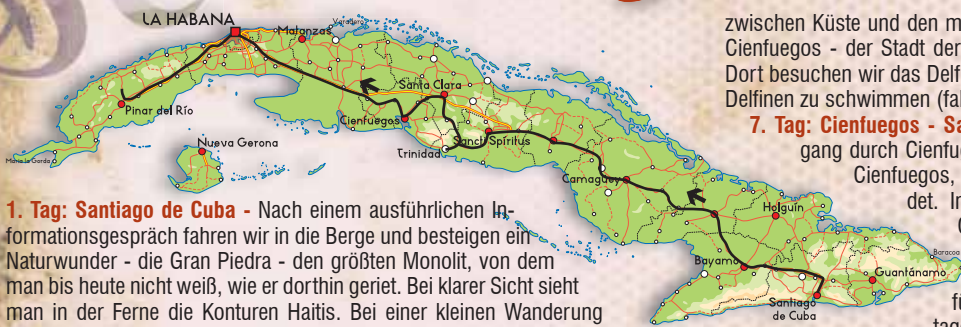 LA HABANA
Matanzas
Varadero
Pinar del Río
Santa Clara
Cienfuegos
Trinidad
Sancti Spíritus
Nueva Gerona
María la Gorda
Camagüey
Holguín
Bayamo
Santiago
de Cuba
Guantánamo
Baracoa
1. Tag: Santiago de Cuba - Nach einem ausführlichen In-
formationsgespräch fahren wir in die Berge und besteigen ein
Naturwunder - die Gran Piedra - den größten Monolit, von dem
man bis heute nicht weiß, wie er dorthin geriet. Bei klarer Sicht sieht
man in der Ferne die Konturen Haitis. Bei einer kleinen Wanderung
zwischen Küste und den m
Cienfuegos - der Stadt der
Dort besuchen wir das Delf
Delfinen zu schwimmen (fal
7. Tag: Cienfuegos - Sa
gang durch Cienfue
Cienfuegos,
det. In
fü
tag